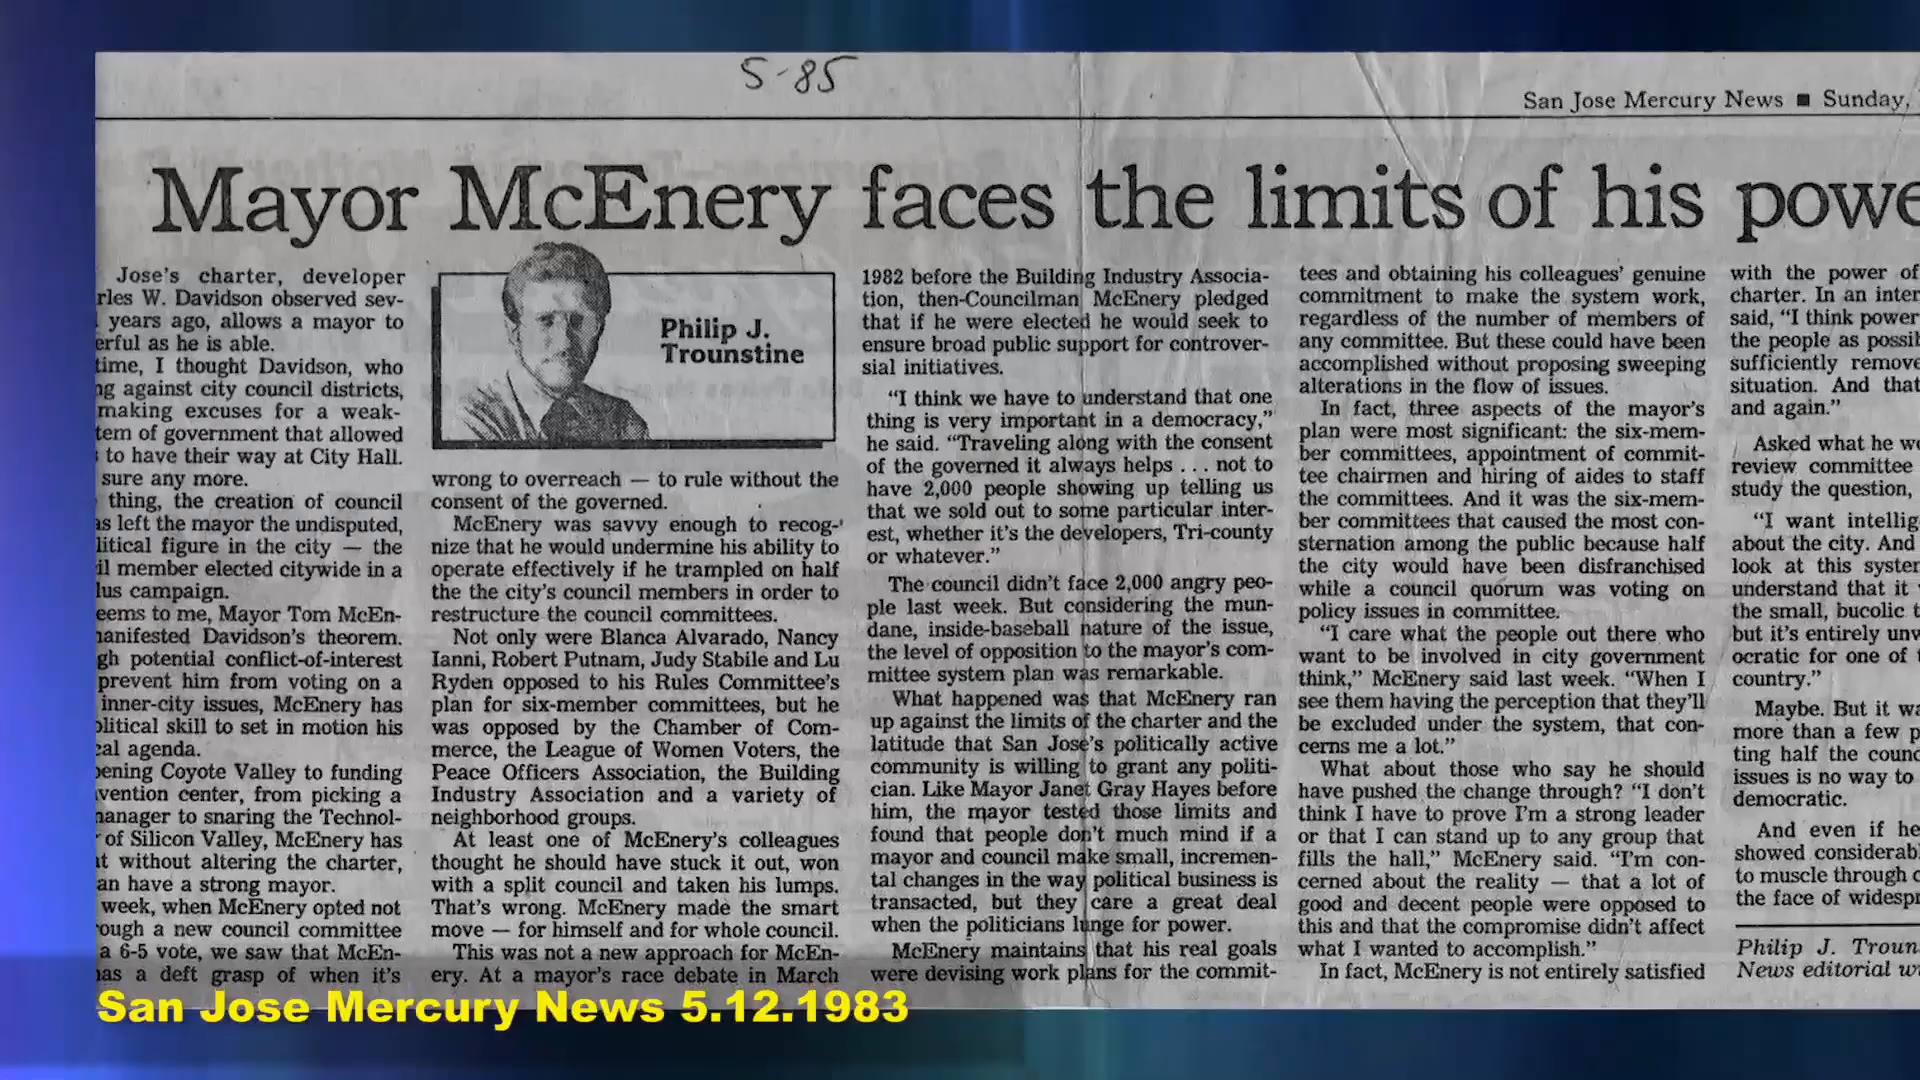 5-85
San Jose Mercury News ■ Sunday,
Mayor McEnery faces the limits of his powe
Jose's charter, developer
rles W. Davidson observed sev-
years ago, allows a mayor to
erful as he is able.
time, I thought Davidson, who
ng against city council districts,
making excuses for a weak-
tem of government that allowed
to have their way at City Hall.
sure any more.
thing, the creation of council
as left the mayor the undisputed,
litical figure in the city — the
il member elected citywide in a
lus campaign.
eems to me, Mayor Tom McEn-
manifested Davidson's theorem.
gh potential conflict-of-interest
prevent him from voting on a
inner-city issues, McEnery has
olitical skill to set in motion his
cal agenda.
pening Coyote Valley to funding
vention center, from picking a
manager to snaring the Technol-
of Silicon Valley, McEnery has
t without altering the charter,
an have a strong mayor.
week, when McEnery opted not
rough a new council committee
a 6-5 vote, we saw that McEn-
has a deft grasp of when it's
Philip J.
Trounstine
wrong to overreach — to rule without the
consent of the governed.
McEnery was savvy enough to recog-
nize that he would undermine his ability to
operate effectively if he trampled on half
the the city's council members in order to
restructure the council committees.
Not only were Blanca Alvarado, Nancy
Ianni, Robert Putnam, Judy Stabile and Lu
Ryden opposed to his Rules Committee's
plan for six-member committees, but he
was opposed by the Chamber of Com-
merce, the League of Women Voters, the
Peace Officers Association, the Building
Industry Association and a variety of
neighborhood groups.
At least one of McEnery's colleagues
thought he should have stuck it out, won
with a split council and taken his lumps.
That's wrong. McEnery made the smart
move — for himself and for whole council.
This was not a new approach for McEn-
ery. At a mayor's race debate in March
1982 before the Building Industry Associa-
tion, then-Councilman McEnery pledged
that if he were elected he would seek to
ensure broad public support for controver-
sial initiatives.
“I think we have to understand that one
thing is very important in a democracy,”
he said. “Traveling along with the consent
of the governed it always helps . . . not to
have 2,000 people showing up telling us
that we sold out to some particular inter-
est, whether it's the developers, Tri-county
or whatever.”
The council didn't face 2,000 angry peo-
ple last week. But considering the mun-
dane, inside-baseball nature of the issue,
the level of opposition to the mayor's com-
mittee system plan was remarkable.
What happened was that McEnery ran
up against the limits of the charter and the
latitude that San Jose's politically active
community is willing to grant any politi-
cian. Like Mayor Janet Gray Hayes before
him, the mayor tested those limits and
found that people don't much mind if a
mayor and council make small, incremen-
tal changes in the way political business is
transacted, but they care a great deal
when the politicians lunge for power.
McEnery maintains that his real goals
were devising work plans for the commit-
tees and obtaining his colleagues' genuine
commitment to make the system work,
regardless of the number of members of
any committee. But these could have been
accomplished without proposing sweeping
alterations in the flow of issues.
In fact, three aspects of the mayor's
plan were most significant: the six-mem-
ber committees, appointment of commit-
tee chairmen and hiring of aides to staff
the committees. And it was the six-mem-
ber committees that caused the most con-
sternation among the public because half
the city would have been disfranchised
while a council quorum was voting on
policy issues in committee.
“I care what the people out there who
want to be involved in city government
think,” McEnery said last week. “When I
see them having the perception that they'll
be excluded under the system, that con-
cerns me a lot.”
What about those who say he should
have pushed the change through? “I don't
think I have to prove I'm a strong leader
or that I can stand up to any group that
fills the hall,” McEnery said. “I'm con-
cerned about the reality — that a lot of
good and decent people were opposed to
this and that the compromise didn't affect
what I wanted to accomplish.”
In fact, McEnery is not entirely satisfied
with the power of
charter. In an inter
said, “I think power
the people as possib
sufficiently remove
situation. And that
and again.”
Asked what he wo
review committee
study the question,
“I want intellig
about the city. And
look at this syster
understand that it
the small, bucolic t
but it's entirely unw
ocratic for one of t
country.”
Maybe. But it wa
more than a few p
ting half the counc
issues is no way to
democratic.
And even if he
showed considerabl
to muscle through c
the face of widespr
Philip J. Troun
News editorial wr
San Jose Mercury News 5.12.1983